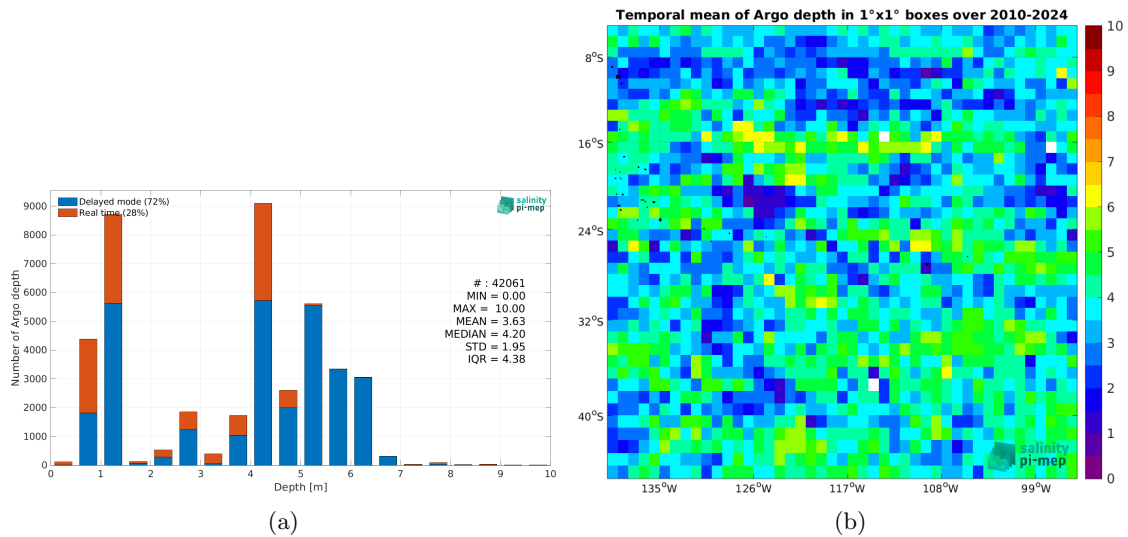 Delayed mode (72%)
Real time (28%)
salinity
pi-mep
9000
8000
7000
6000
5000
4000
3000
2000
1000
0
Number of Argo depth
# : 42061
MIN = 0.00
MAX = 10.00
MEAN = 3.63
MEDIAN = 4.20
STD = 1.95
IQR = 4.38
0 1 2 3 4 5 6 7 8 9 10
Depth [m]
(a)
Temporal mean of Argo depth in 1°x1° boxes over 2010-2024
8°S
16°S
24°S
32°S
40°S
135°W 126°W 117°W 108°W 99°W
salinity
pi-mep
10
9
8
7
6
5
4
3
2
1
0
(b)